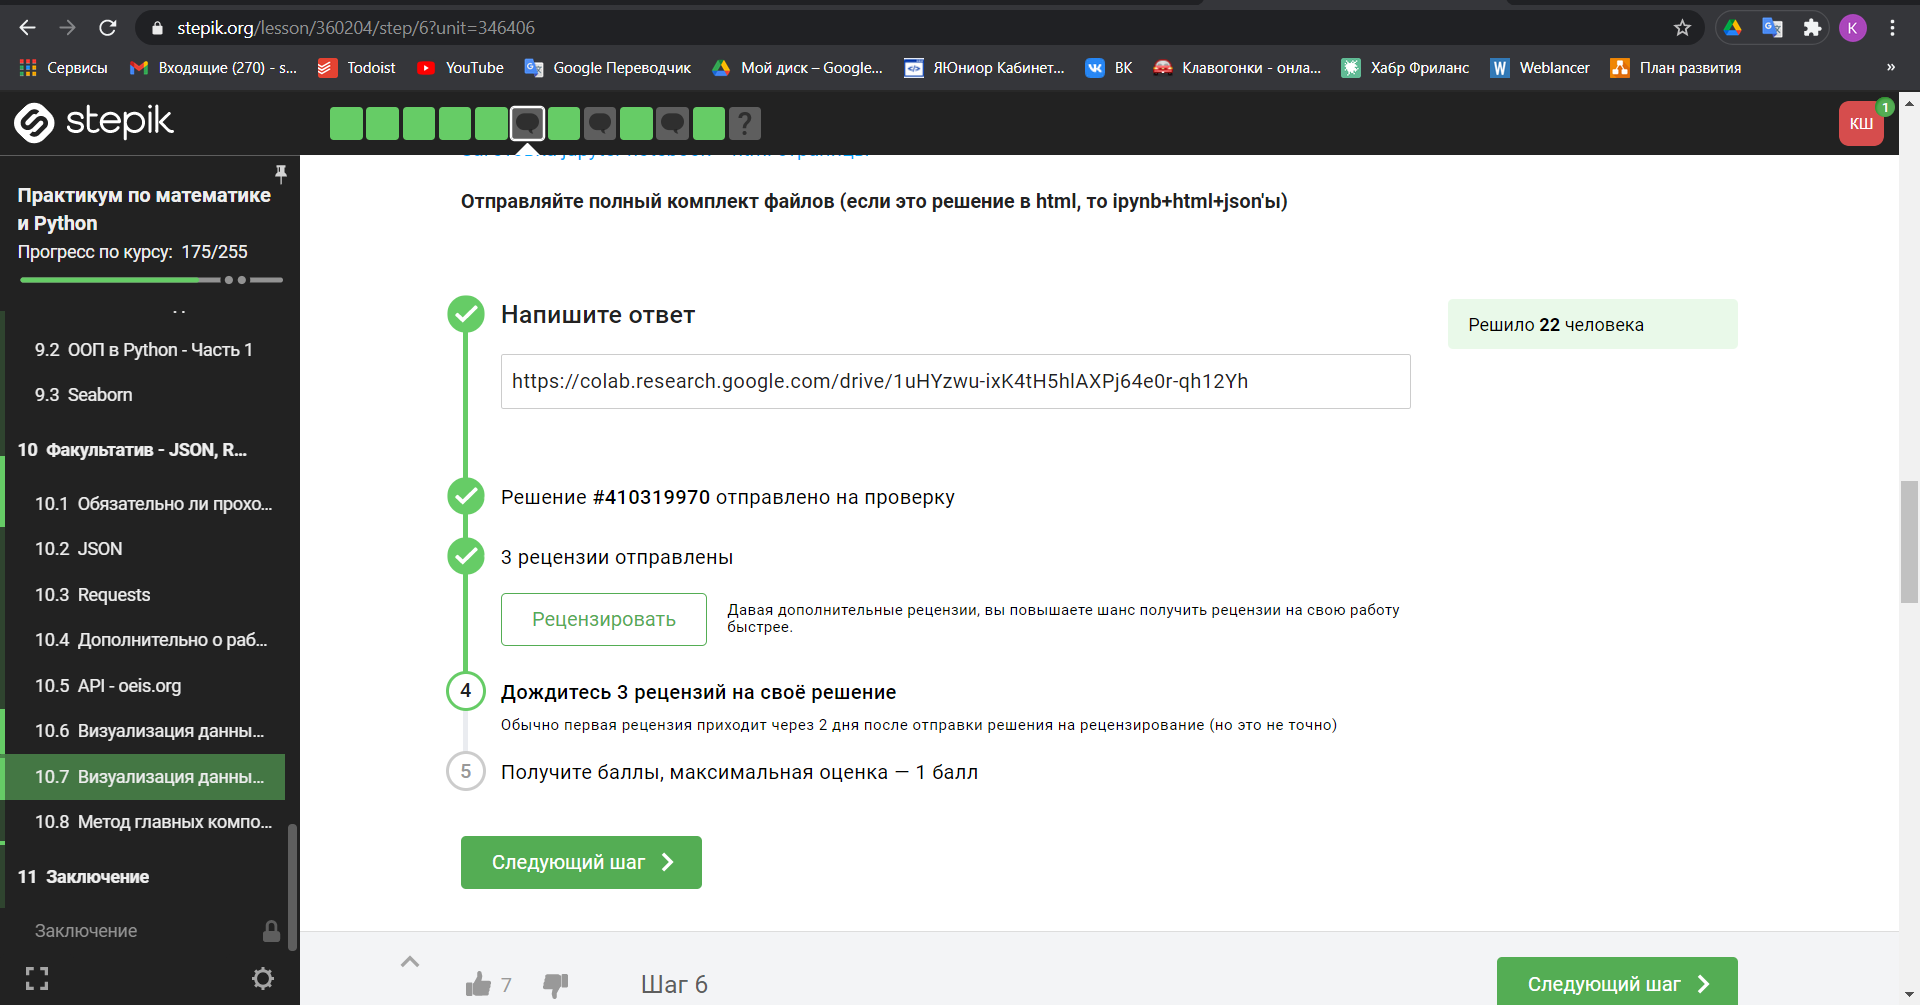 stepik.org/lesson/360204/step/6?unit=346406
K
Сервисы
Входящие (270) - s...
Todoist
YouTube
Google Переводчик
Мой диск – Google...
ЯЮниор Кабинет...
ВК
Клавогонки - онла...
Хабр Фриланс
Weblancer
План развития
»
stepik
?
КШ
1
Практикум по математике
и Python
Прогресс по курсу: 175/255
9.2 ООП в Python - Часть 1
9.3 Seaborn
10 Факультатив - JSON, R...
10.1 Обязательно ли прохо...
10.2 JSON
10.3 Requests
10.4 Дополнительно о раб...
10.5 API - oeis.org
10.6 Визуализация данны...
10.7 Визуализация данны...
10.8 Метод главных компо...
11 Заключение
Заключение
Отправляйте полный комплект файлов (если это решение в html, то ipynb+html+json'ы)
Напишите ответ
https://colab.research.google.com/drive/1uHYzwu-ixK4tH5hlAXPj64e0r-qh12Yh
Решило 22 человека
Решение #410319970 отправлено на проверку
3 рецензии отправлены
Рецензировать
Давая дополнительные рецензии, вы повышаете шанс получить рецензии на свою работу
быстрее.
4 Дождитесь 3 рецензий на своё решение
Обычно первая рецензия приходит через 2 дня после отправки решения на рецензирование (но это не точно)
5 Получите баллы, максимальная оценка — 1 балл
Следующий шаг
7
Шаг 6
Следующий шаг